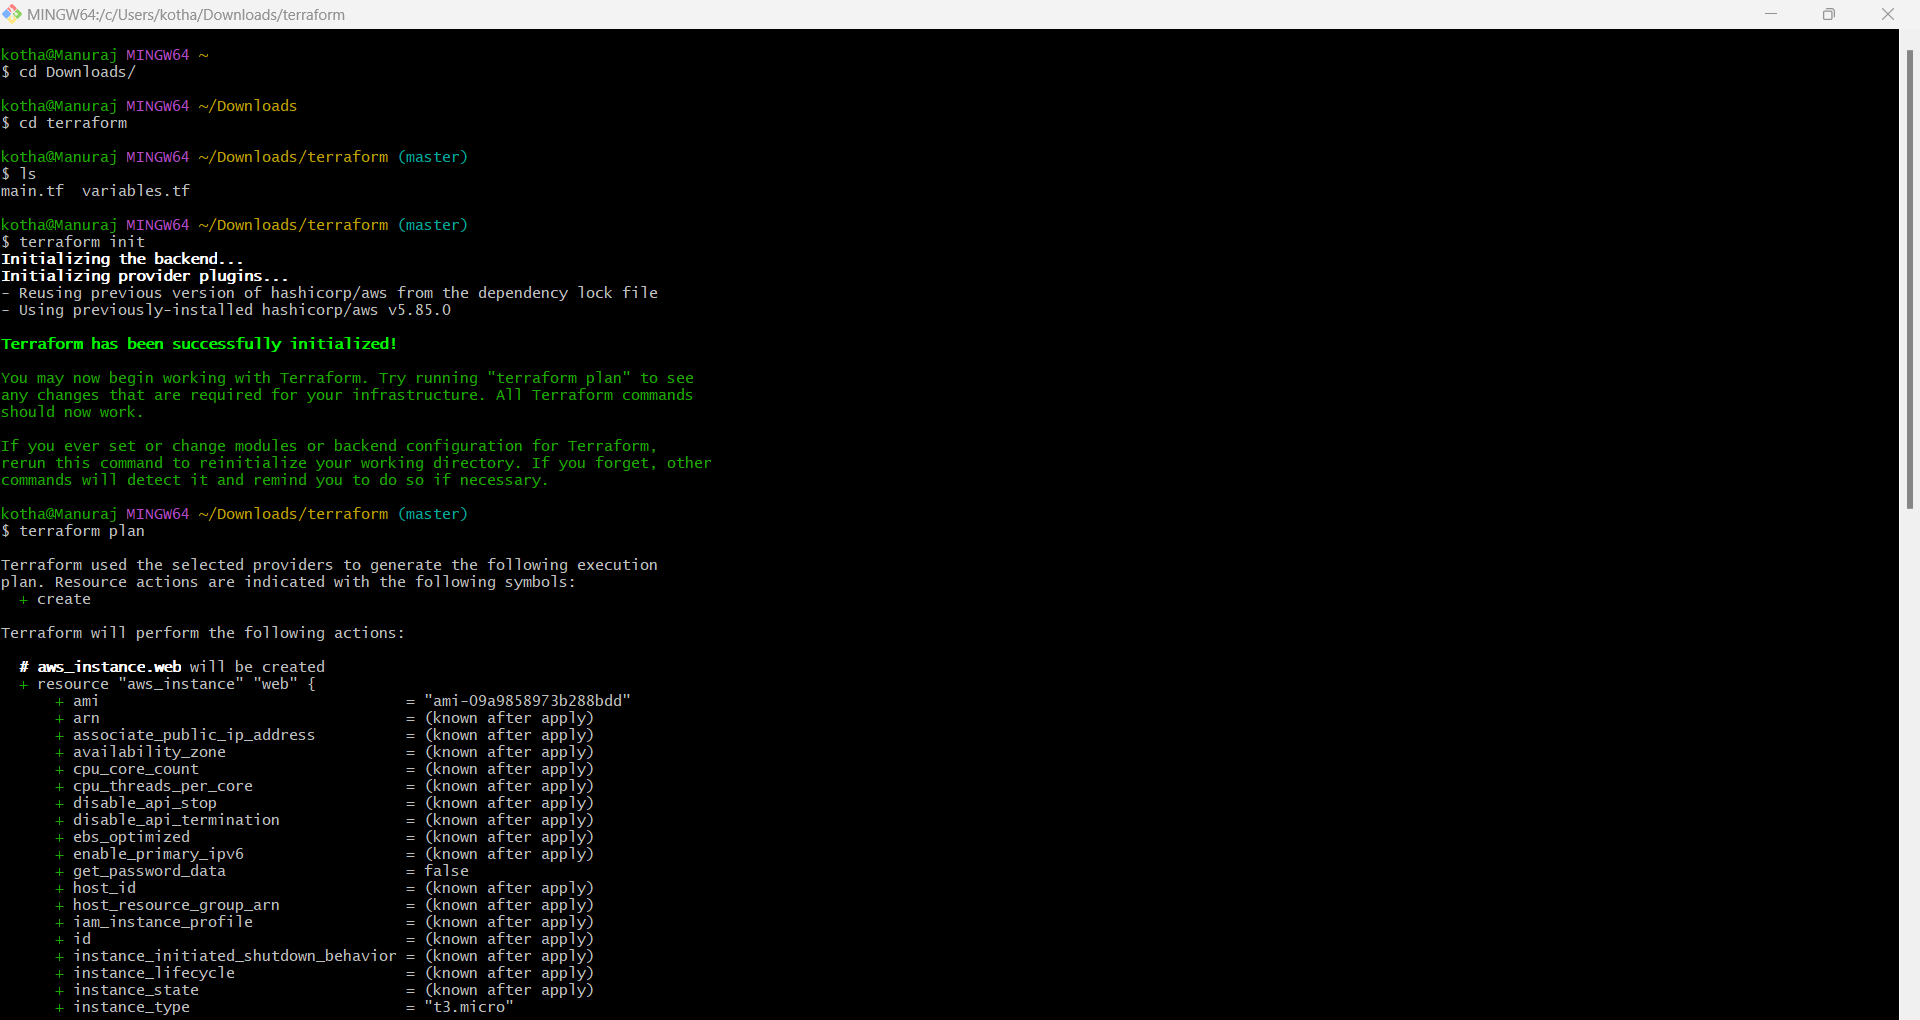 MINGW64:/c/Users/kotha/Downloads/terraform
kotha@Manuraj MINGW64 ~
$ cd Downloads/
kotha@Manuraj MINGW64 ~/Downloads
$ cd terraform
kotha@Manuraj MINGW64 ~/Downloads/terraform (master)
$ ls
main.tf  variables.tf
kotha@Manuraj MINGW64 ~/Downloads/terraform (master)
$ terraform init
Initializing the backend...
Initializing provider plugins...
- Reusing previous version of hashicorp/aws from the dependency lock file
- Using previously-installed hashicorp/aws v5.85.0
Terraform has been successfully initialized!
You may now begin working with Terraform. Try running "terraform plan" to see
any changes that are required for your infrastructure. All Terraform commands
should now work.
If you ever set or change modules or backend configuration for Terraform,
rerun this command to reinitialize your working directory. If you forget, other
commands will detect it and remind you to do so if necessary.
kotha@Manuraj MINGW64 ~/Downloads/terraform (master)
$ terraform plan
Terraform used the selected providers to generate the following execution
plan. Resource actions are indicated with the following symbols:
  + create
Terraform will perform the following actions:
  # aws_instance.web will be created
  + resource "aws_instance" "web" {
      + ami                                  = "ami-09a9858973b288bdd"
      + arn                                  = (known after apply)
      + associate_public_ip_address          = (known after apply)
      + availability_zone                    = (known after apply)
      + cpu_core_count                       = (known after apply)
      + cpu_threads_per_core                 = (known after apply)
      + disable_api_stop                     = (known after apply)
      + disable_api_termination              = (known after apply)
      + ebs_optimized                        = (known after apply)
      + enable_primary_ipv6                  = (known after apply)
      + get_password_data                    = false
      + host_id                              = (known after apply)
      + host_resource_group_arn              = (known after apply)
      + iam_instance_profile                 = (known after apply)
      + id                                   = (known after apply)
      + instance_initiated_shutdown_behavior = (known after apply)
      + instance_lifecycle                   = (known after apply)
      + instance_state                       = (known after apply)
      + instance_type                        = "t3.micro"